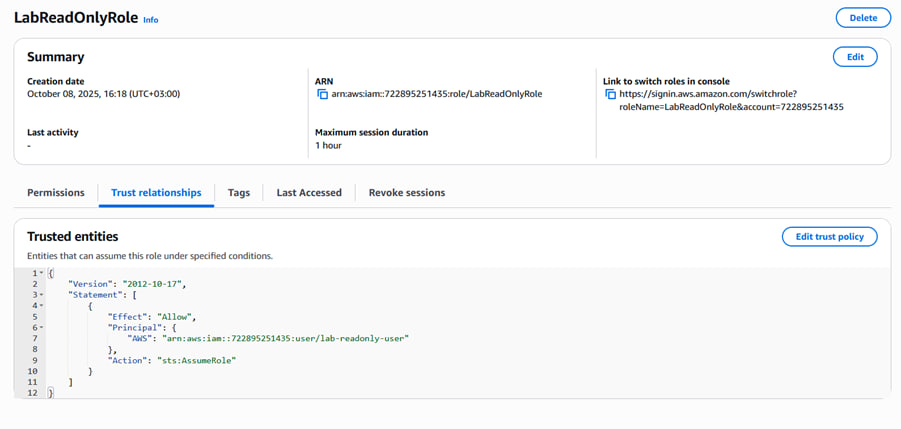 LabReadOnlyRole Info
Delete
Summary
Edit
Creation date
October 08, 2025, 16:18 (UTC+03:00)
ARN
arn:aws:iam::722895251435:role/LabReadOnlyRole
Link to switch roles in console
https://signin.aws.amazon.com/switchrole?
roleName=LabReadOnlyRole&account=722895251435
Last activity
-
Maximum session duration
1 hour
Permissions
Trust relationships
Tags
Last Accessed
Revoke sessions
Trusted entities
Edit trust policy
Entities that can assume this role under specified conditions.
1 {
2     "Version": "2012-10-17",
3     "Statement": [
4         {
5             "Effect": "Allow",
6             "Principal": {
7                 "AWS": "arn:aws:iam::722895251435:user/lab-readonly-user"
8             },
9             "Action": "sts:AssumeRole"
10         }
11     ]
12 }